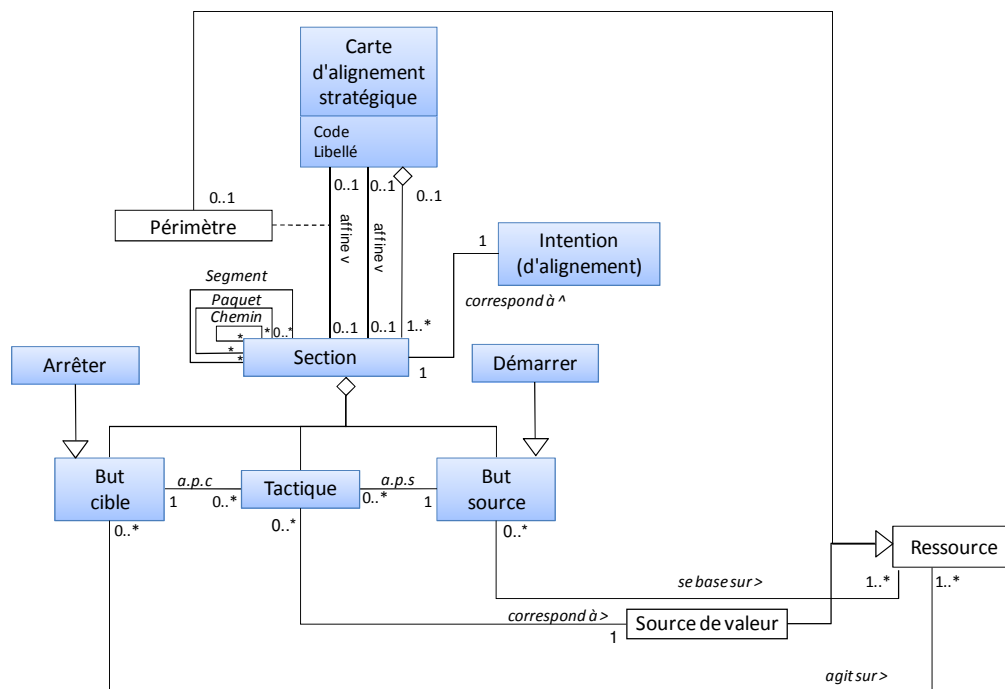 Carte
d'alignement
stratégique
Code
Libellé
0..1
0..1
0..1
0..1
Périmètre
affine v
affine v
1
Intention
(d'alignement)
Segment
Paquet
Chemin
correspond à ^
*
0..*
*
*
*
0..1
0..1
1..*
Section
1
Arrêter
Démarrer
But
cible
a.p.c
1
0..*
Tactique
a.p.s
0..*
1
But
source
0..*
0..*
0..*
Ressource
se base sur >
1..*
1..*
correspond à >
1
Source de valeur
agit sur >